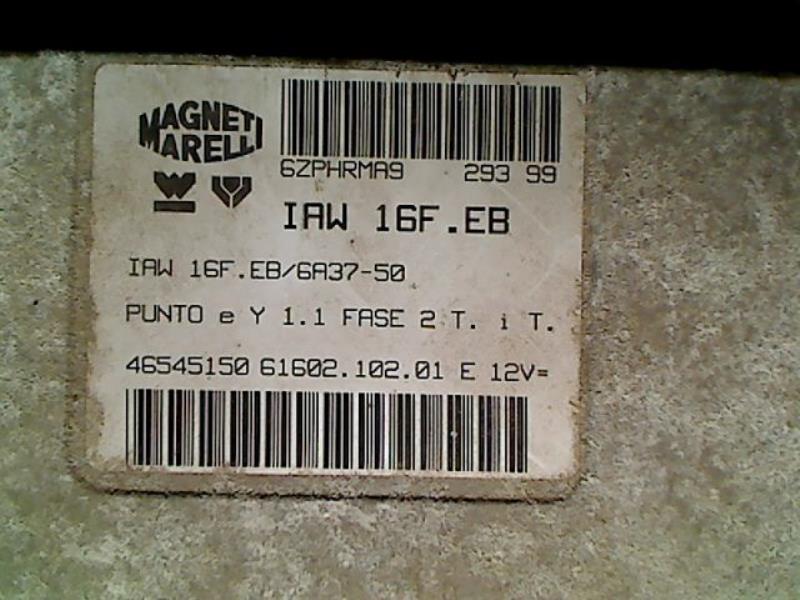 MAGNETI
MARELLI
6ZPHRMA9 293 99
IAW 16F.EB
IAW 16F.EB/6A37-50
PUNTO e Y 1.1 FASE 2 T. i T.
46545150 61602.102.01 E 12V=